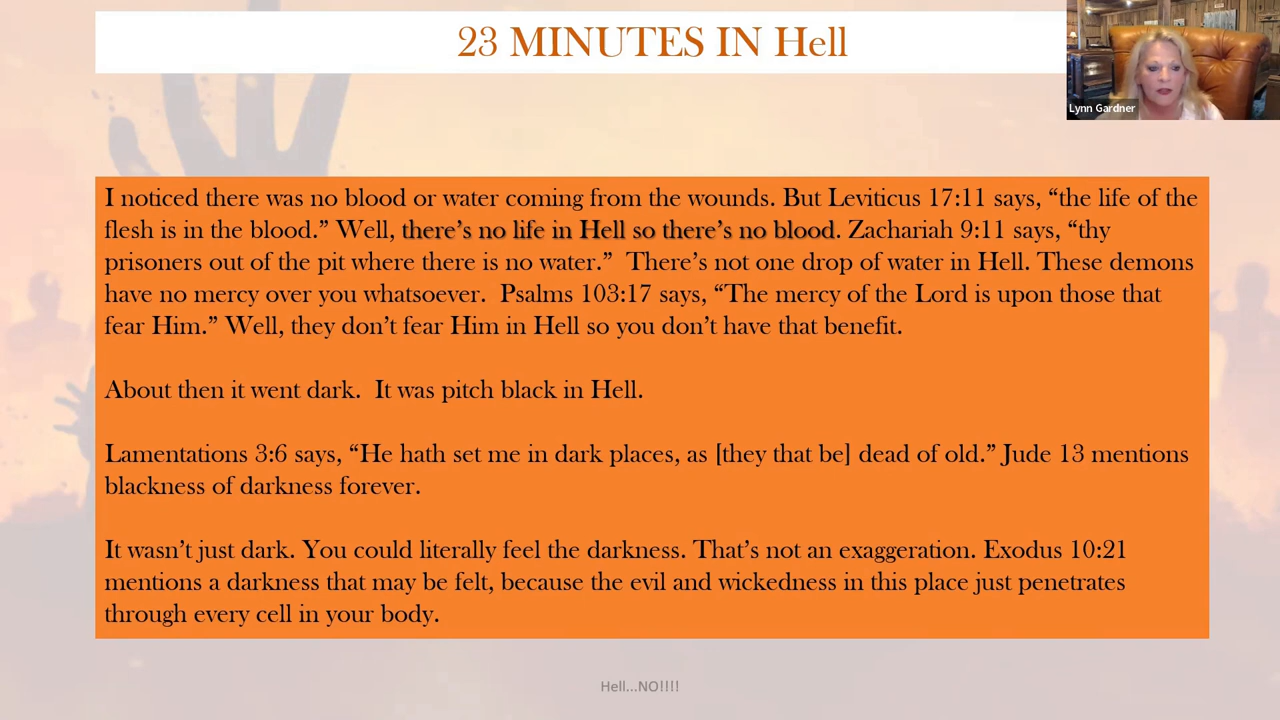 23 MINUTES IN Hell
Lynn Gardner
I noticed there was no blood or water coming from the wounds. But Leviticus 17:11 says, “the life of the
flesh is in the blood.” Well, there’s no life in Hell so there’s no blood. Zachariah 9:11 says, “thy
prisoners out of the pit where there is no water.”  There’s not one drop of water in Hell. These demons
have no mercy over you whatsoever.  Psalms 103:17 says, “The mercy of the Lord is upon those that
fear Him.” Well, they don’t fear Him in Hell so you don’t have that benefit.
About then it went dark.  It was pitch black in Hell.
Lamentations 3:6 says, “He hath set me in dark places, as [they that be] dead of old.” Jude 13 mentions
blackness of darkness forever.
It wasn’t just dark. You could literally feel the darkness. That’s not an exaggeration. Exodus 10:21
mentions a darkness that may be felt, because the evil and wickedness in this place just penetrates
through every cell in your body.
Hell...NO!!!!